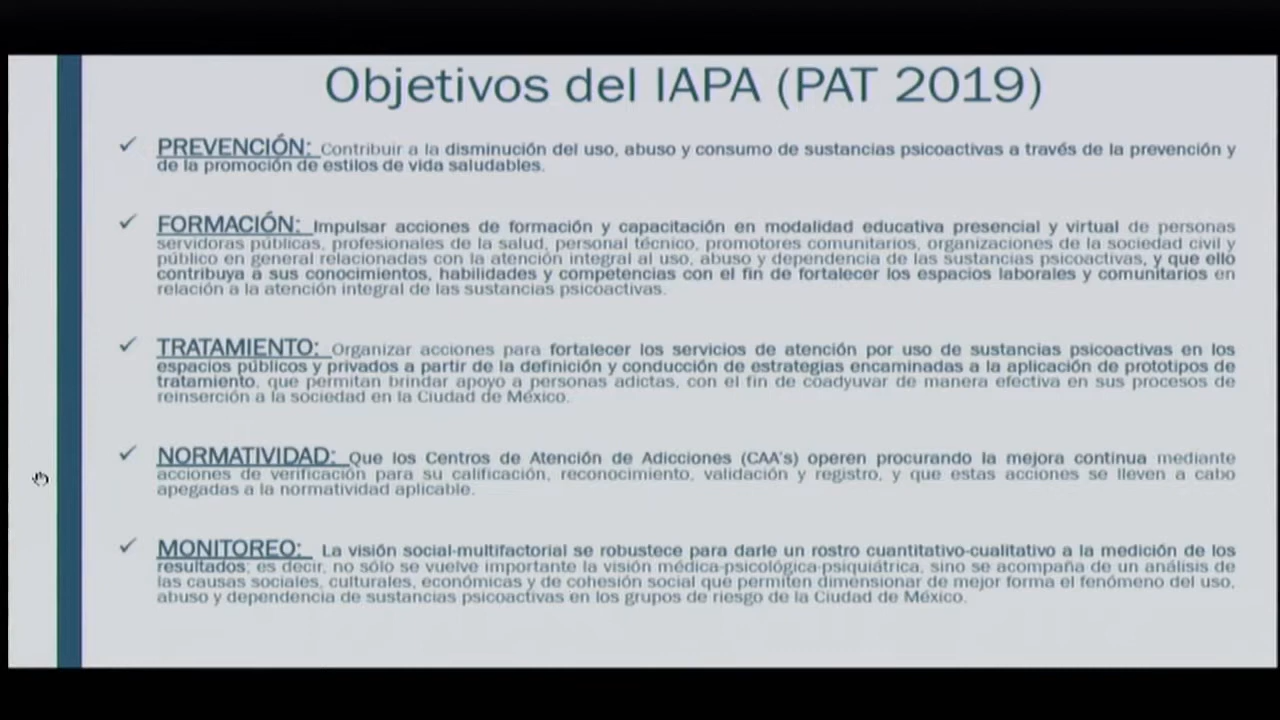 Objetivos del IAPA (PAT 2019)
✓ PREVENCIÓN: Contribuir a la disminución del uso, abuso y consumo de sustancias psicoactivas a través de la prevención y
de la promoción de estilos de vida saludables.
✓ FORMACIÓN: Impulsar acciones de formación y capacitación en modalidad educativa presencial y virtual de personas
servidoras públicas, profesionales de la salud, personal técnico, promotores comunitarios, organizaciones de la sociedad civil y
público en general relacionadas con la atención integral al uso, abuso y dependencia de las sustancias psicoactivas, y que ello
contribuya a sus conocimientos, habilidades y competencias con el fin de fortalecer los espacios laborales y comunitarios en
relación a la atención integral de las sustancias psicoactivas.
✓ TRATAMIENTO: Organizar acciones para fortalecer los servicios de atención por uso de sustancias psicoactivas en los
espacios públicos y privados a partir de la definición y conducción de estrategias encaminadas a la aplicación de prototipos de
tratamiento, que permitan brindar apoyo a personas adictas, con el fin de coadyuvar de manera efectiva en sus procesos de
reinserción a la sociedad en la Ciudad de México.
✓ NORMATIVIDAD: Que los Centros de Atención de Adicciones (CAA's) operen procurando la mejora continua mediante
acciones de verificación para su calificación, reconocimiento, validación y registro, y que estas acciones se lleven a cabo
apegadas a la normatividad aplicable.
✓ MONITOREO: La visión social-multifactorial se robustece para darle un rostro cuantitativo-cualitativo a la medición de los
resultados; es decir, no sólo se vuelve importante la visión médica-psicológica-psiquiátrica, sino se acompaña de un análisis de
las causas sociales, culturales, económicas y de cohesión social que permiten dimensionar de mejor forma el fenómeno del uso,
abuso y dependencia de sustancias psicoactivas en los grupos de riesgo de la Ciudad de México.